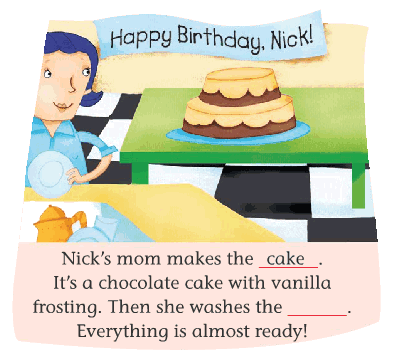 Happy Birthday, Nick!
Nick's mom makes the _cake_.
It's a chocolate cake with vanilla
frosting. Then she washes the ______.
Everything is almost ready!